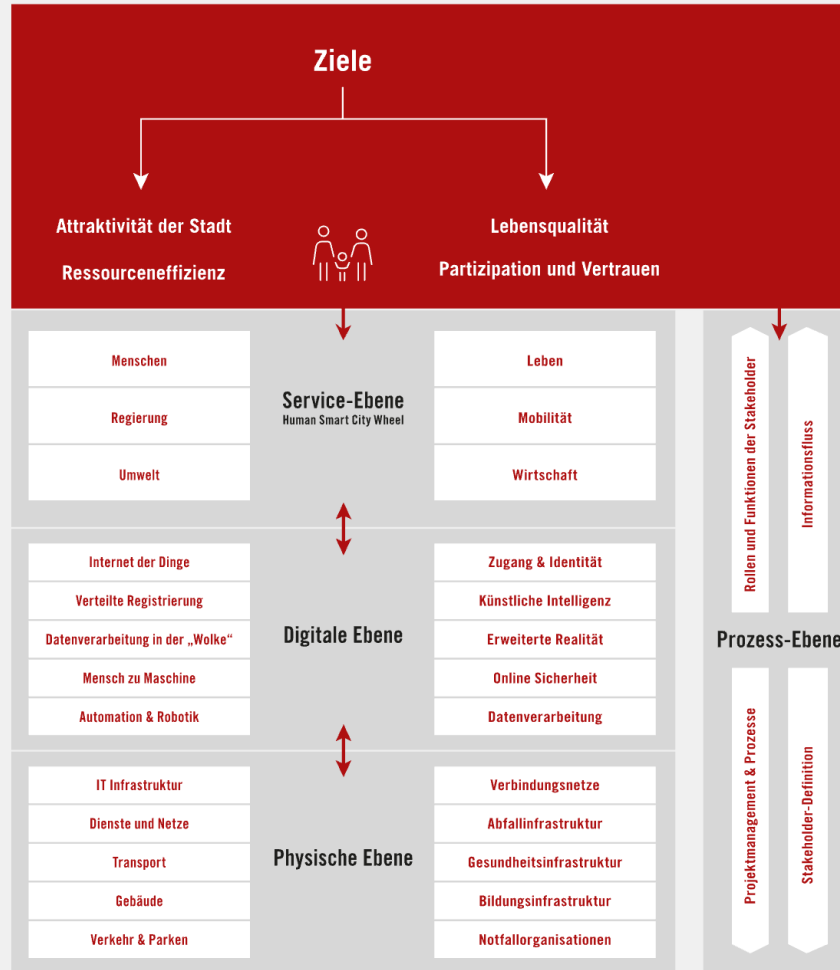 Ziele
Attraktivität der Stadt
Ressourceneffizienz
Lebensqualität
Partizipation und Vertrauen
Menschen
Regierung
Umwelt
Service-Ebene
Human Smart City Wheel
Leben
Mobilität
Wirtschaft
Internet der Dinge
Verteilte Registrierung
Datenverarbeitung in der „Wolke“
Mensch zu Maschine
Automation & Robotik
Digitale Ebene
Zugang & Identität
Künstliche Intelligenz
Erweiterte Realität
Online Sicherheit
Datenverarbeitung
IT Infrastruktur
Dienste und Netze
Transport
Gebäude
Verkehr & Parken
Physische Ebene
Verbindungsnetze
Abfallinfrastruktur
Gesundheitsinfrastruktur
Bildungsinfrastruktur
Notfallorganisationen
Rollen und Funktionen der Stakeholder
Informationsfluss
Prozess-Ebene
Projektmanagement & Prozesse
Stakeholder-Definition